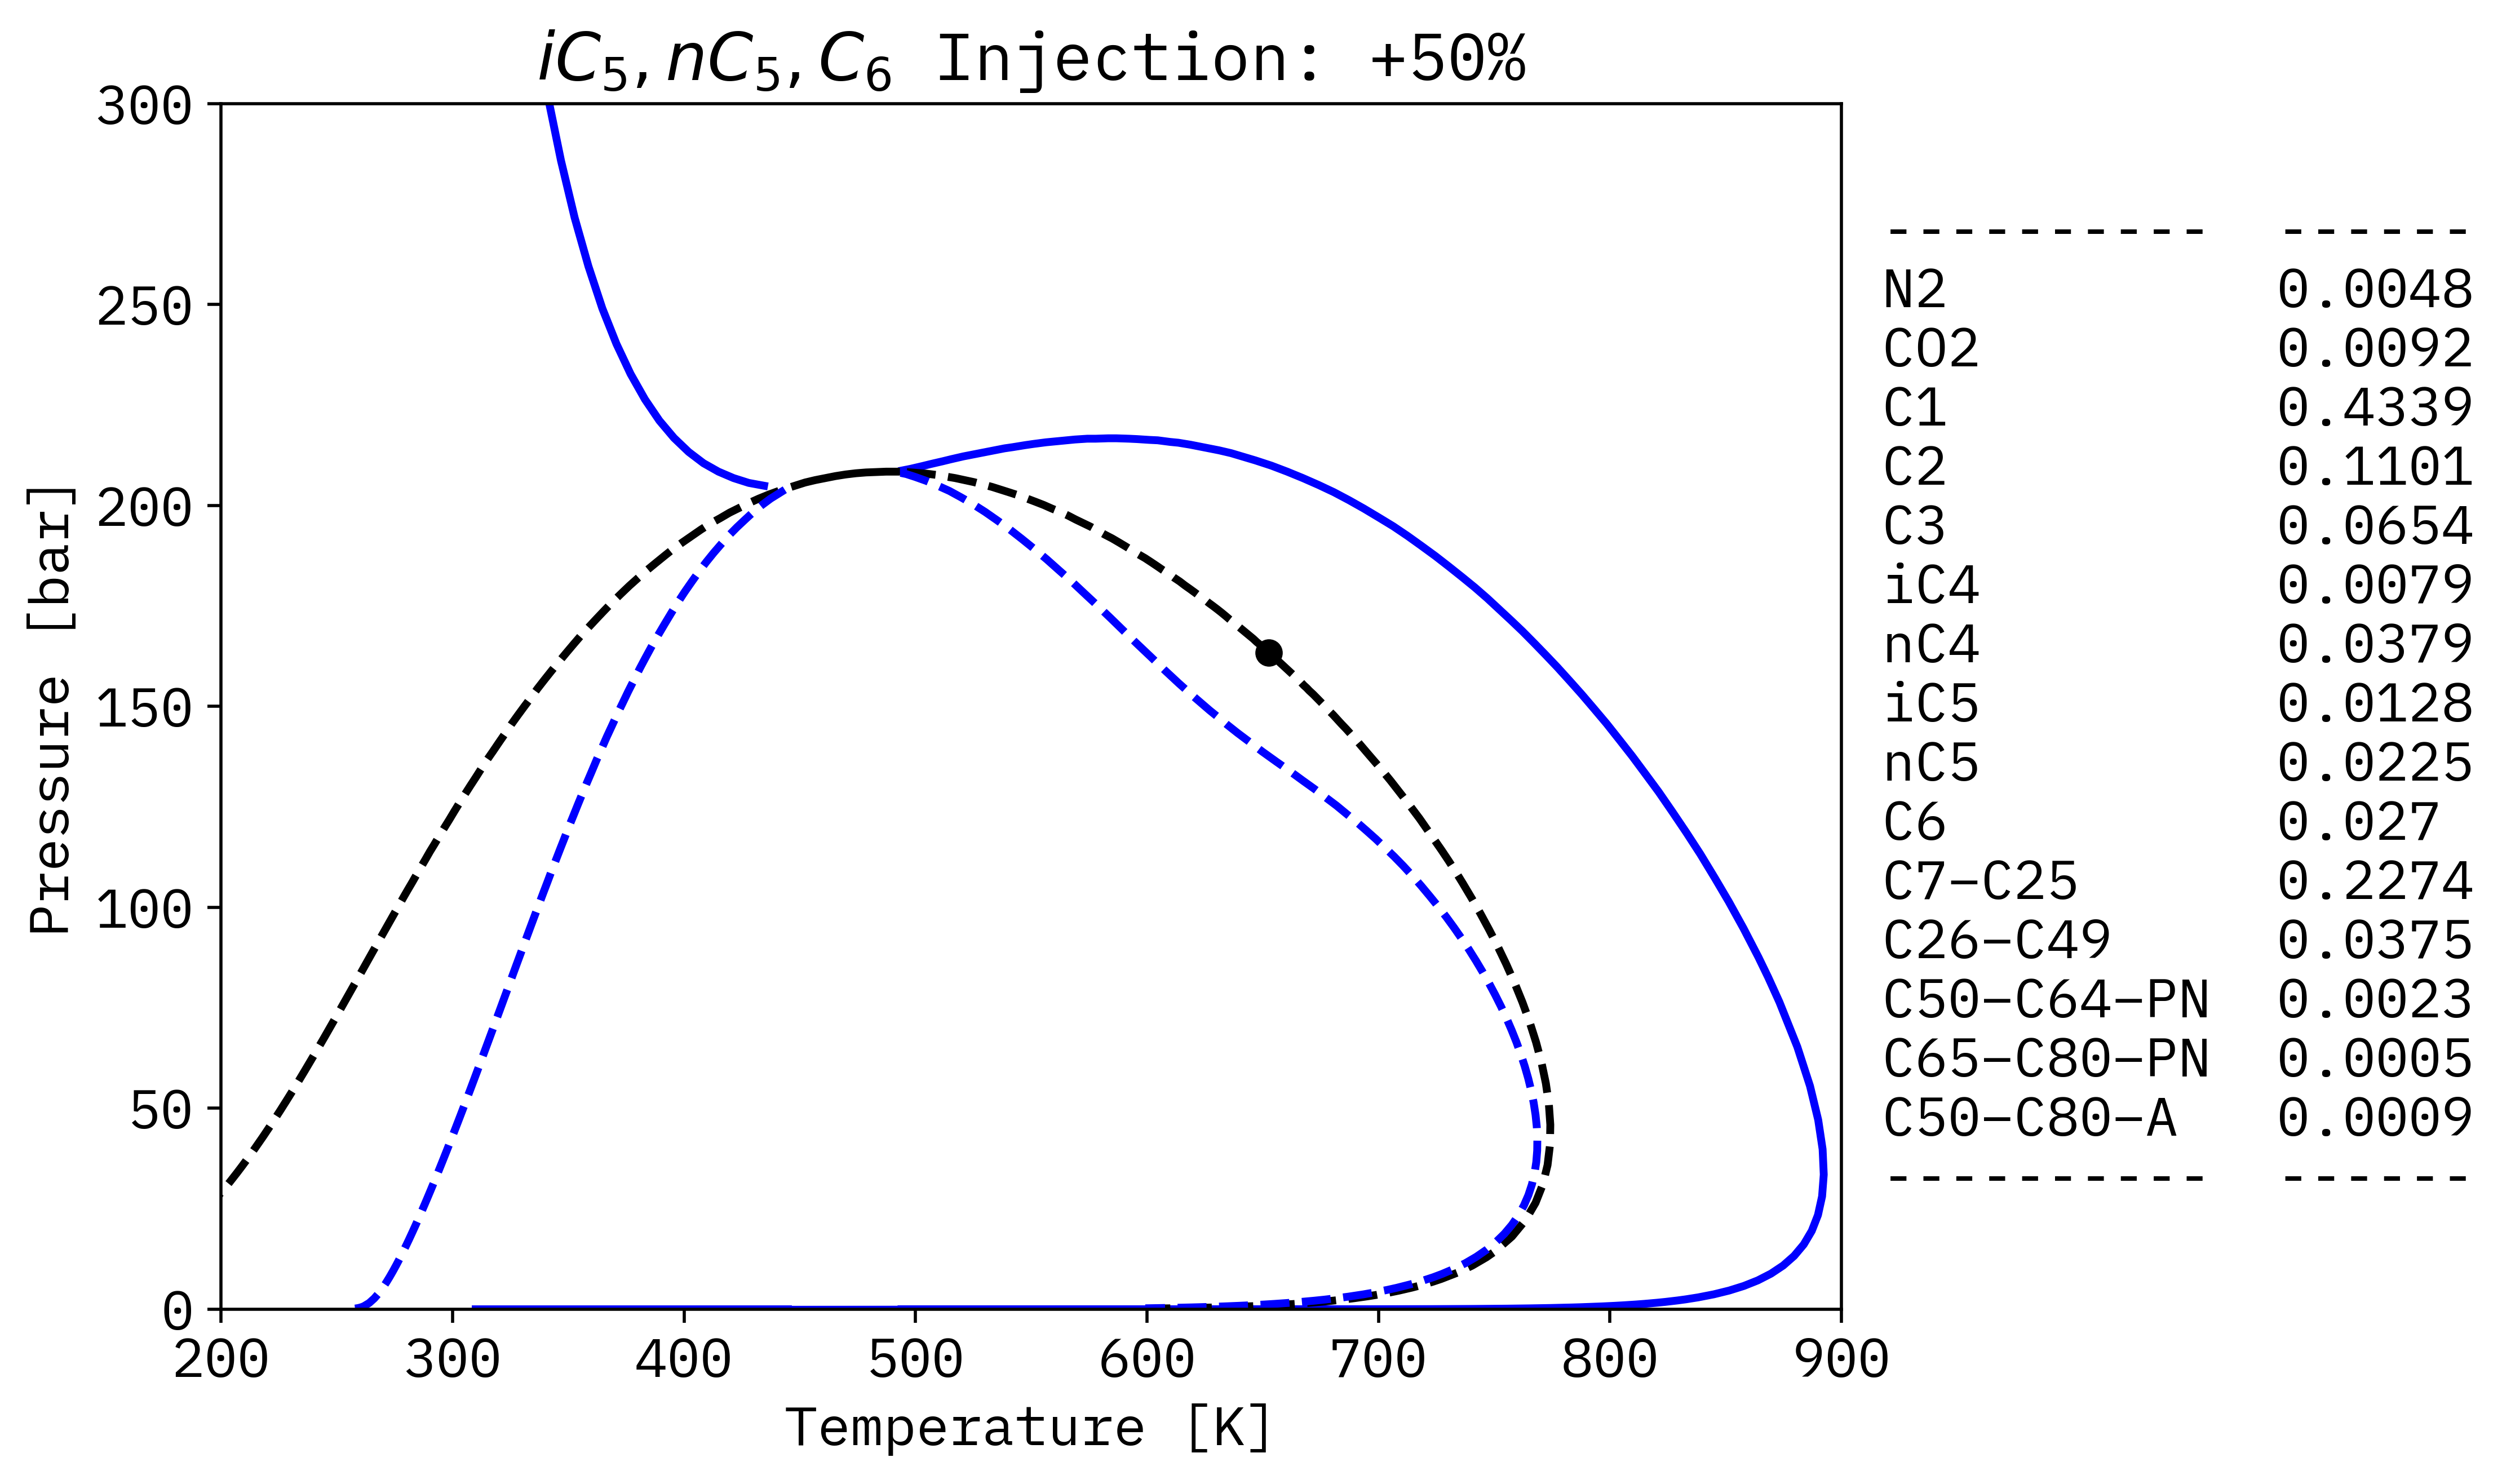 iC5, nC5, C6 Injection: +50%
300
250
200
150
100
50
0
Pressure [bar]
200 300 400 500 600 700 800 900
Temperature [K]
---------- ------
N2 0.0048
CO2 0.0092
C1 0.4339
C2 0.1101
C3 0.0654
iC4 0.0079
nC4 0.0379
iC5 0.0128
nC5 0.0225
C6 0.027
C7-C25 0.2274
C26-C49 0.0375
C50-C64-PN 0.0023
C65-C80-PN 0.0005
C50-C80-A 0.0009
---------- ------